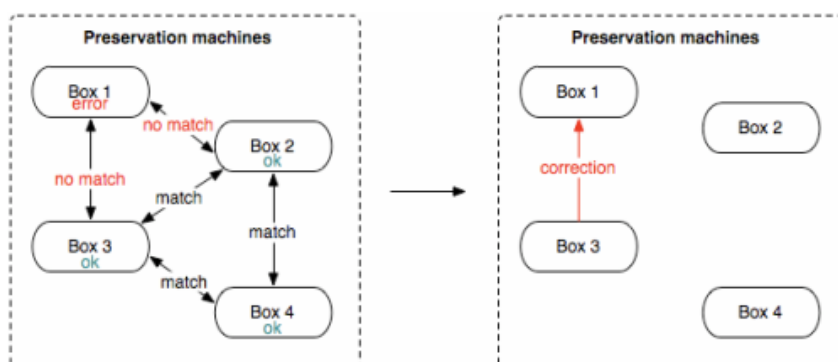 Preservation machines
Box 1
error
no match
Box 2
ok
no match
match
Box 3
ok
match
match
Box 4
ok
Preservation machines
Box 1
Box 2
correction
Box 3
Box 4